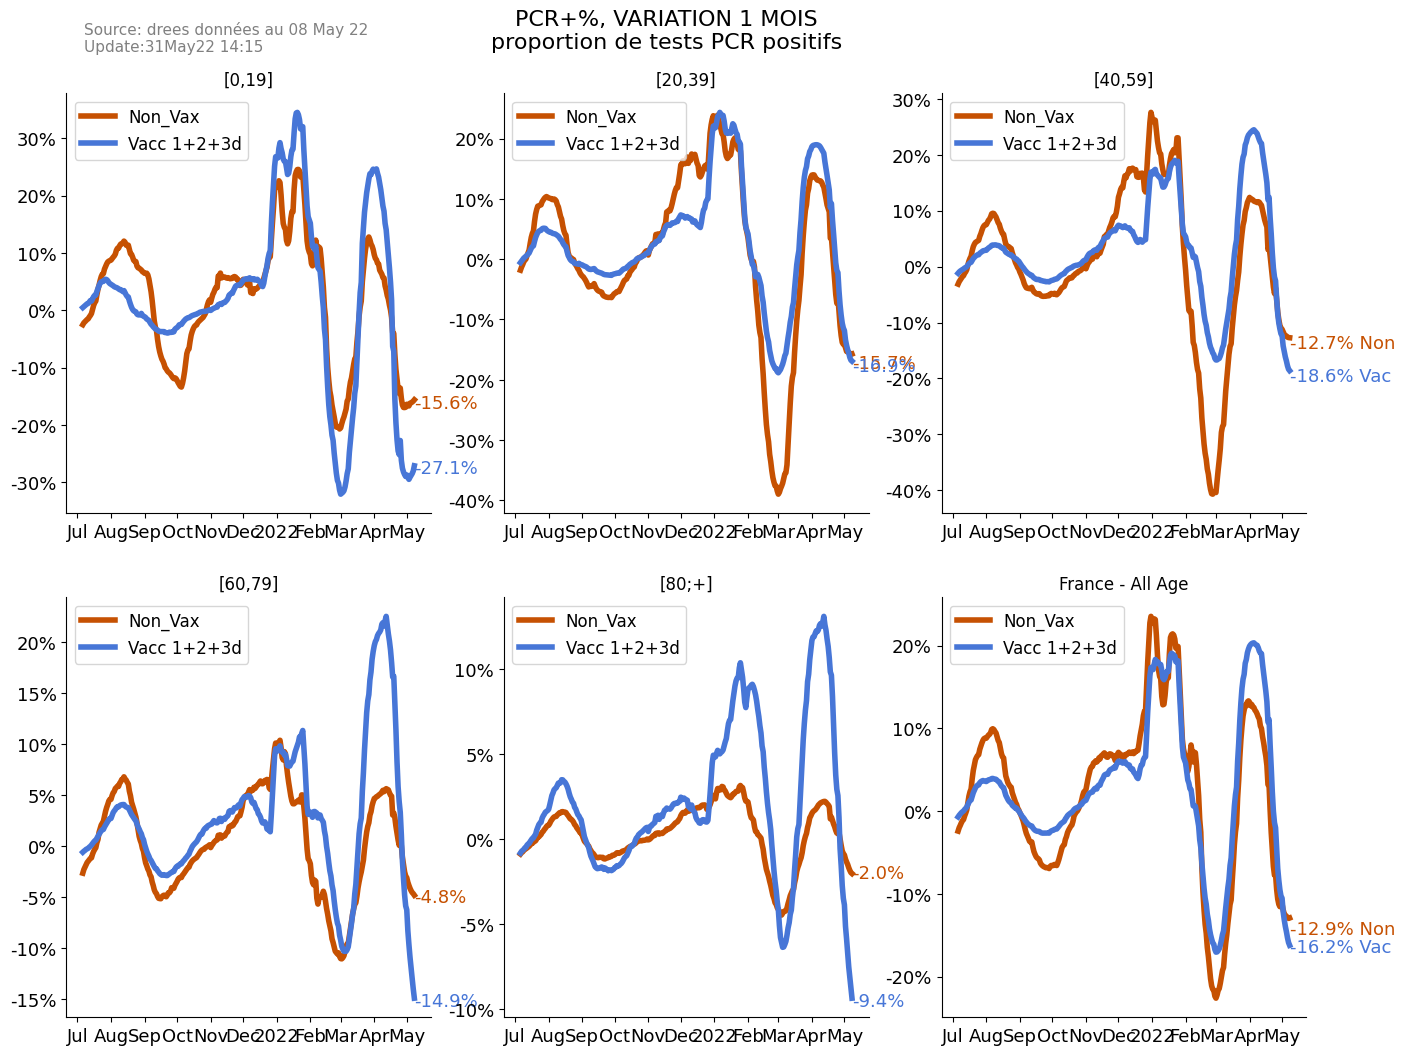 Source: drees données au 08 May 22
Update:31May22 14:15
PCR+%, VARIATION 1 MOIS
proportion de tests PCR positifs
[0,19]
Non_Vax
Vacc 1+2+3d
30%
20%
10%
0%
-10%
-20%
-30%
-15.6%
-27.1%
Jul Aug Sep Oct Nov Dec 2022 Feb Mar Apr May
[20,39]
Non_Vax
Vacc 1+2+3d
20%
10%
0%
-10%
-20%
-30%
-40%
-15.7%
-16.9%
Jul Aug Sep Oct Nov Dec 2022 Feb Mar Apr May
[40,59]
Non_Vax
Vacc 1+2+3d
30%
20%
10%
0%
-10%
-20%
-30%
-40%
-12.7% Non
-18.6% Vac
Jul Aug Sep Oct Nov Dec 2022 Feb Mar Apr May
[60,79]
Non_Vax
Vacc 1+2+3d
20%
15%
10%
5%
0%
-5%
-10%
-15%
-4.8%
-14.9%
Jul Aug Sep Oct Nov Dec 2022 Feb Mar Apr May
[80;+]
Non_Vax
Vacc 1+2+3d
10%
5%
0%
-5%
-10%
-2.0%
-9.4%
Jul Aug Sep Oct Nov Dec 2022 Feb Mar Apr May
France - All Age
Non_Vax
Vacc 1+2+3d
20%
10%
0%
-10%
-20%
-12.9% Non
-16.2% Vac
Jul Aug Sep Oct Nov Dec 2022 Feb Mar Apr May